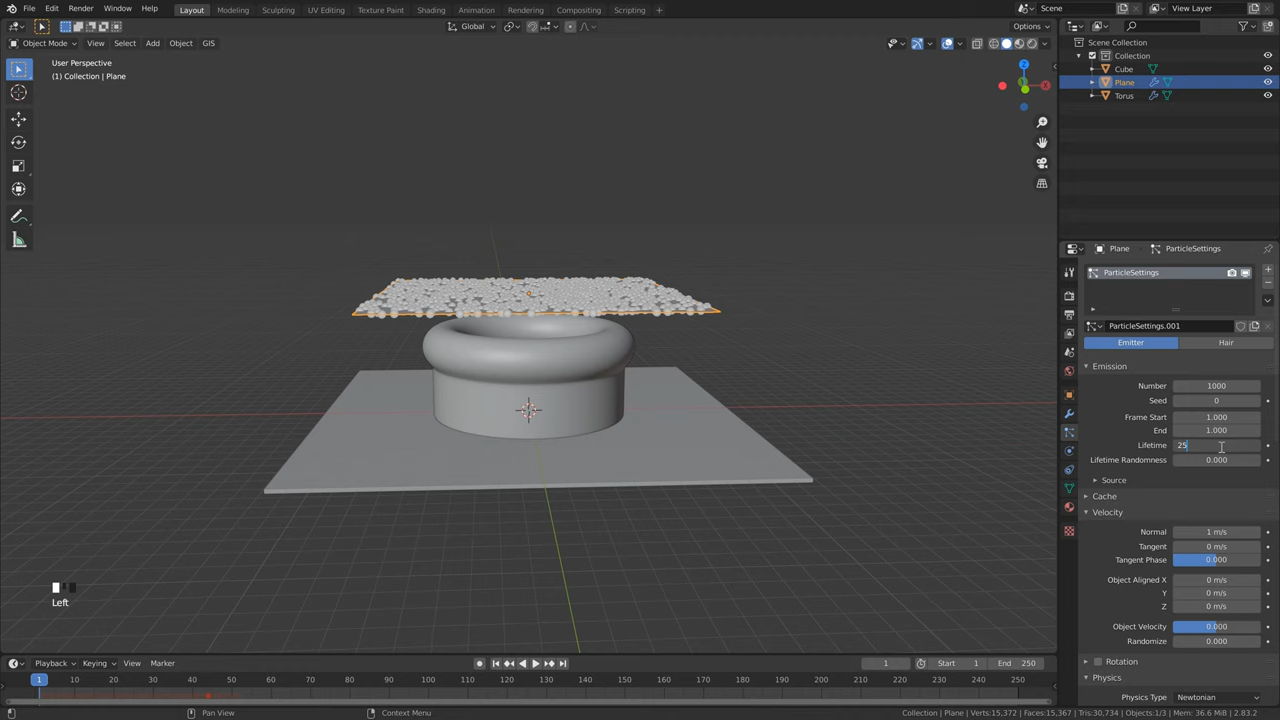 File Edit Render Window Help Layout Modeling Sculpting UV Editing Texture Paint Shading Animation Rendering Compositing Scripting + Scene View Layer
Global Options
Object Mode View Select Add Object GIS
User Perspective
(1) Collection | Plane
Z
X
Left
Scene Collection
Collection
Cube
Plane
Torus
Plane ParticleSettings
ParticleSettings
ParticleSettings.001
Emitter Hair
Emission
Number 1000
Seed 0
Frame Start 1.000
End 1.000
Lifetime 25
Lifetime Randomness 0.000
Source
Cache
Velocity
Normal 1 m/s
Tangent 0 m/s
Tangent Phase 0.000
Object Aligned X 0 m/s
Y 0 m/s
Z 0 m/s
Object Velocity 0.000
Randomize 0.000
Rotation
Physics
Physics Type Newtonian
Playback Keying View Marker 1 Start 1 End 250
1 10 20 30 40 50 60 70 80 90 100 110 120 130 140 150 160 170 180 190 200 210 220 230 240 250
Pan View Context Menu Collection | Plane | Verts:15,372 | Faces:15,367 | Tris:30,734 | Objects:1/3 | Mem: 36.6 MiB | 2.83.2